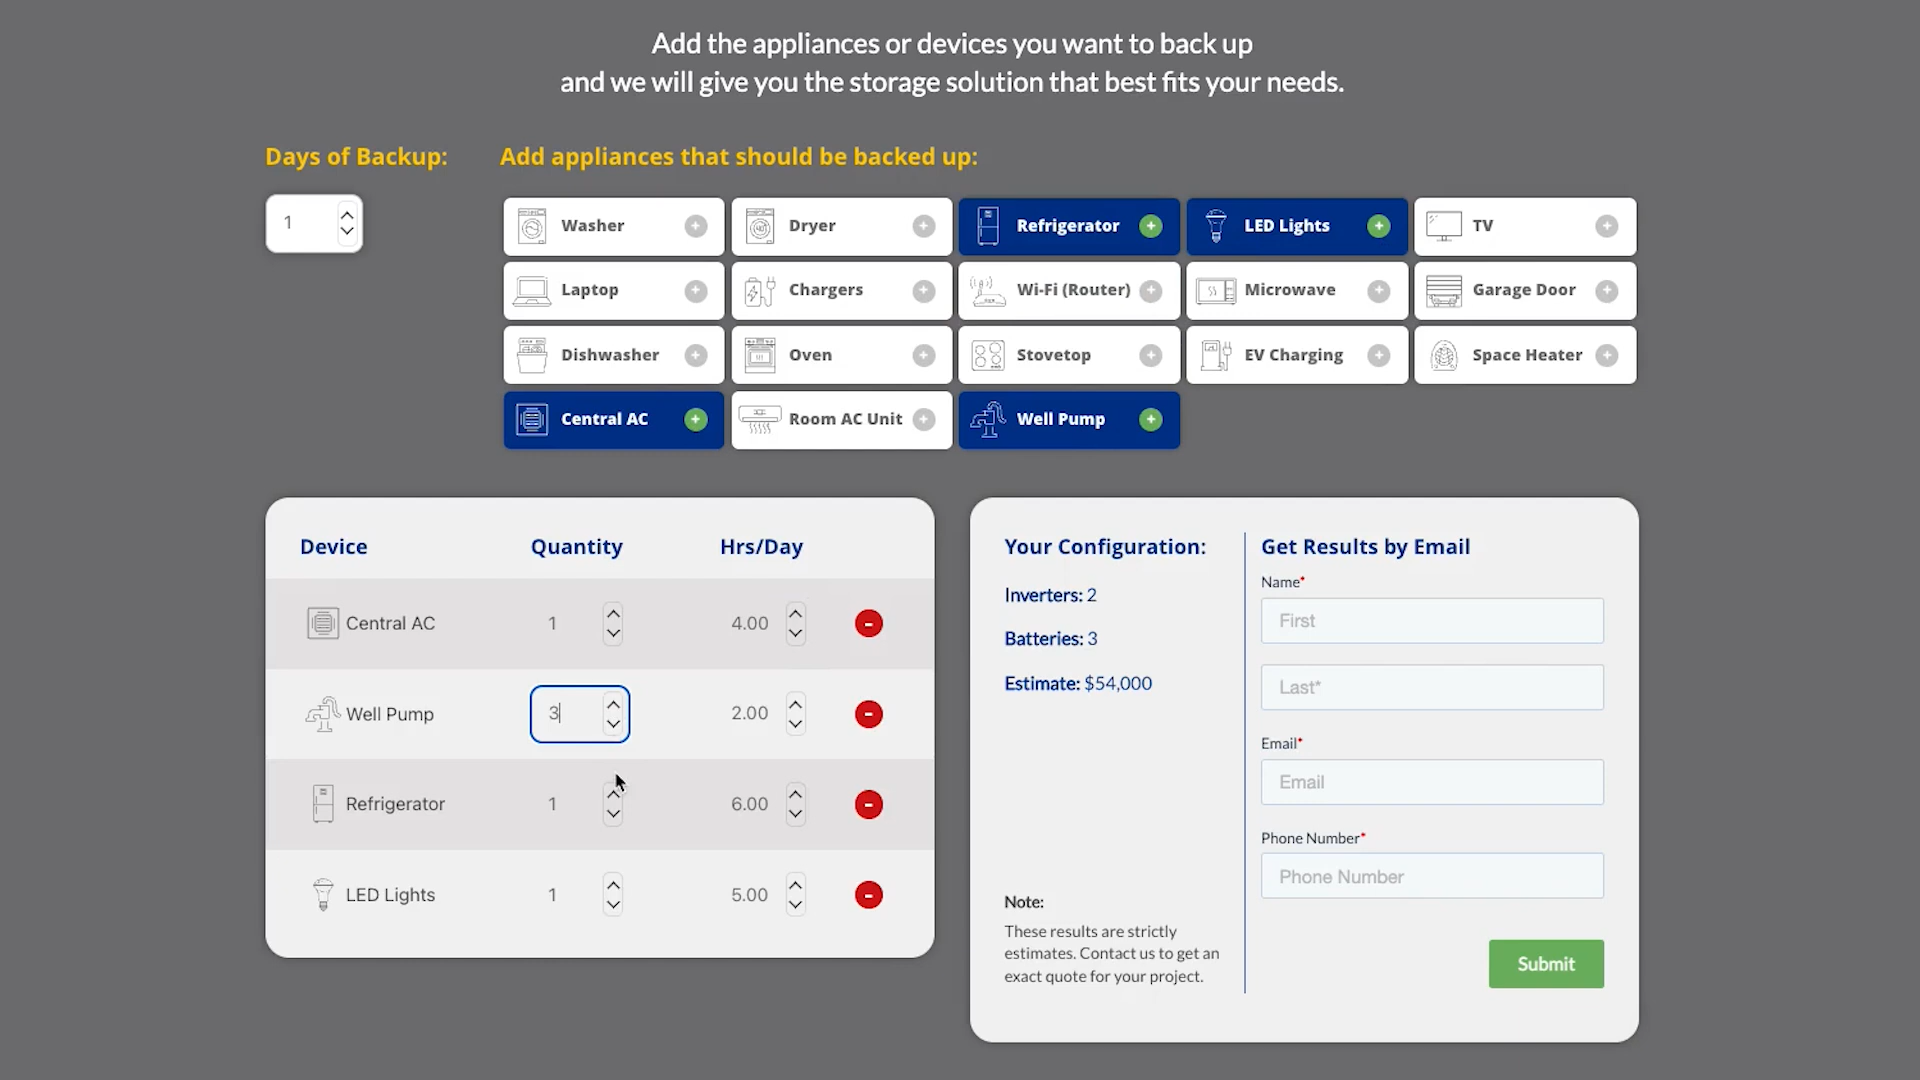 Add the appliances or devices you want to back up
and we will give you the storage solution that best fits your needs.
Days of Backup:
Add appliances that should be backed up:
1
Washer
Dryer
Refrigerator
LED Lights
TV
Laptop
Chargers
Wi-Fi (Router)
Microwave
Garage Door
Dishwasher
Oven
Stovetop
EV Charging
Space Heater
Central AC
Room AC Unit
Well Pump
Device Quantity Hrs/Day
Central AC 1 4.00
Well Pump 3 2.00
Refrigerator 1 6.00
LED Lights 1 5.00
Your Configuration:
Inverters: 2
Batteries: 3
Estimate: $54,000
Note:
These results are strictly
estimates. Contact us to get an
exact quote for your project.
Get Results by Email
Name*
First
Last*
Email*
Email
Phone Number*
Phone Number
Submit